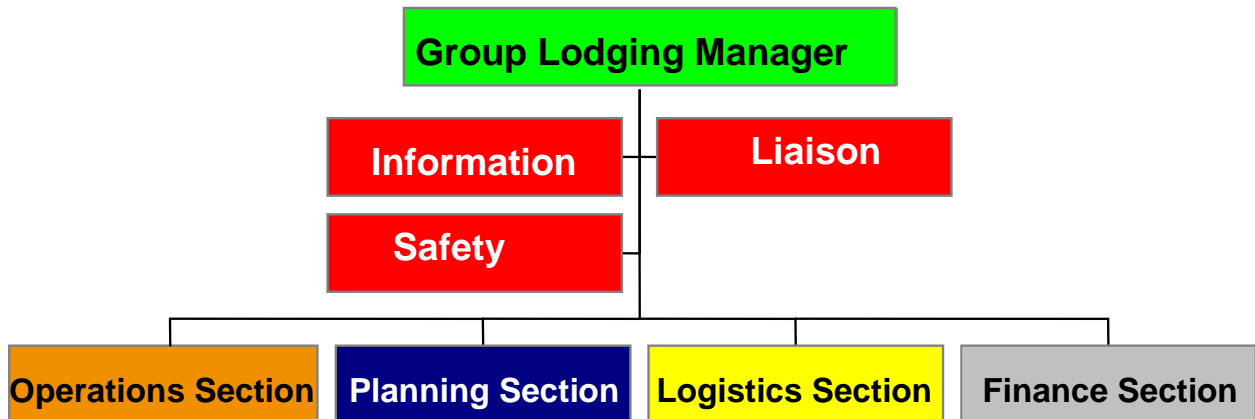 Group Lodging Manager
Information
Liaison
Safety
Operations Section
Planning Section
Logistics Section
Finance Section